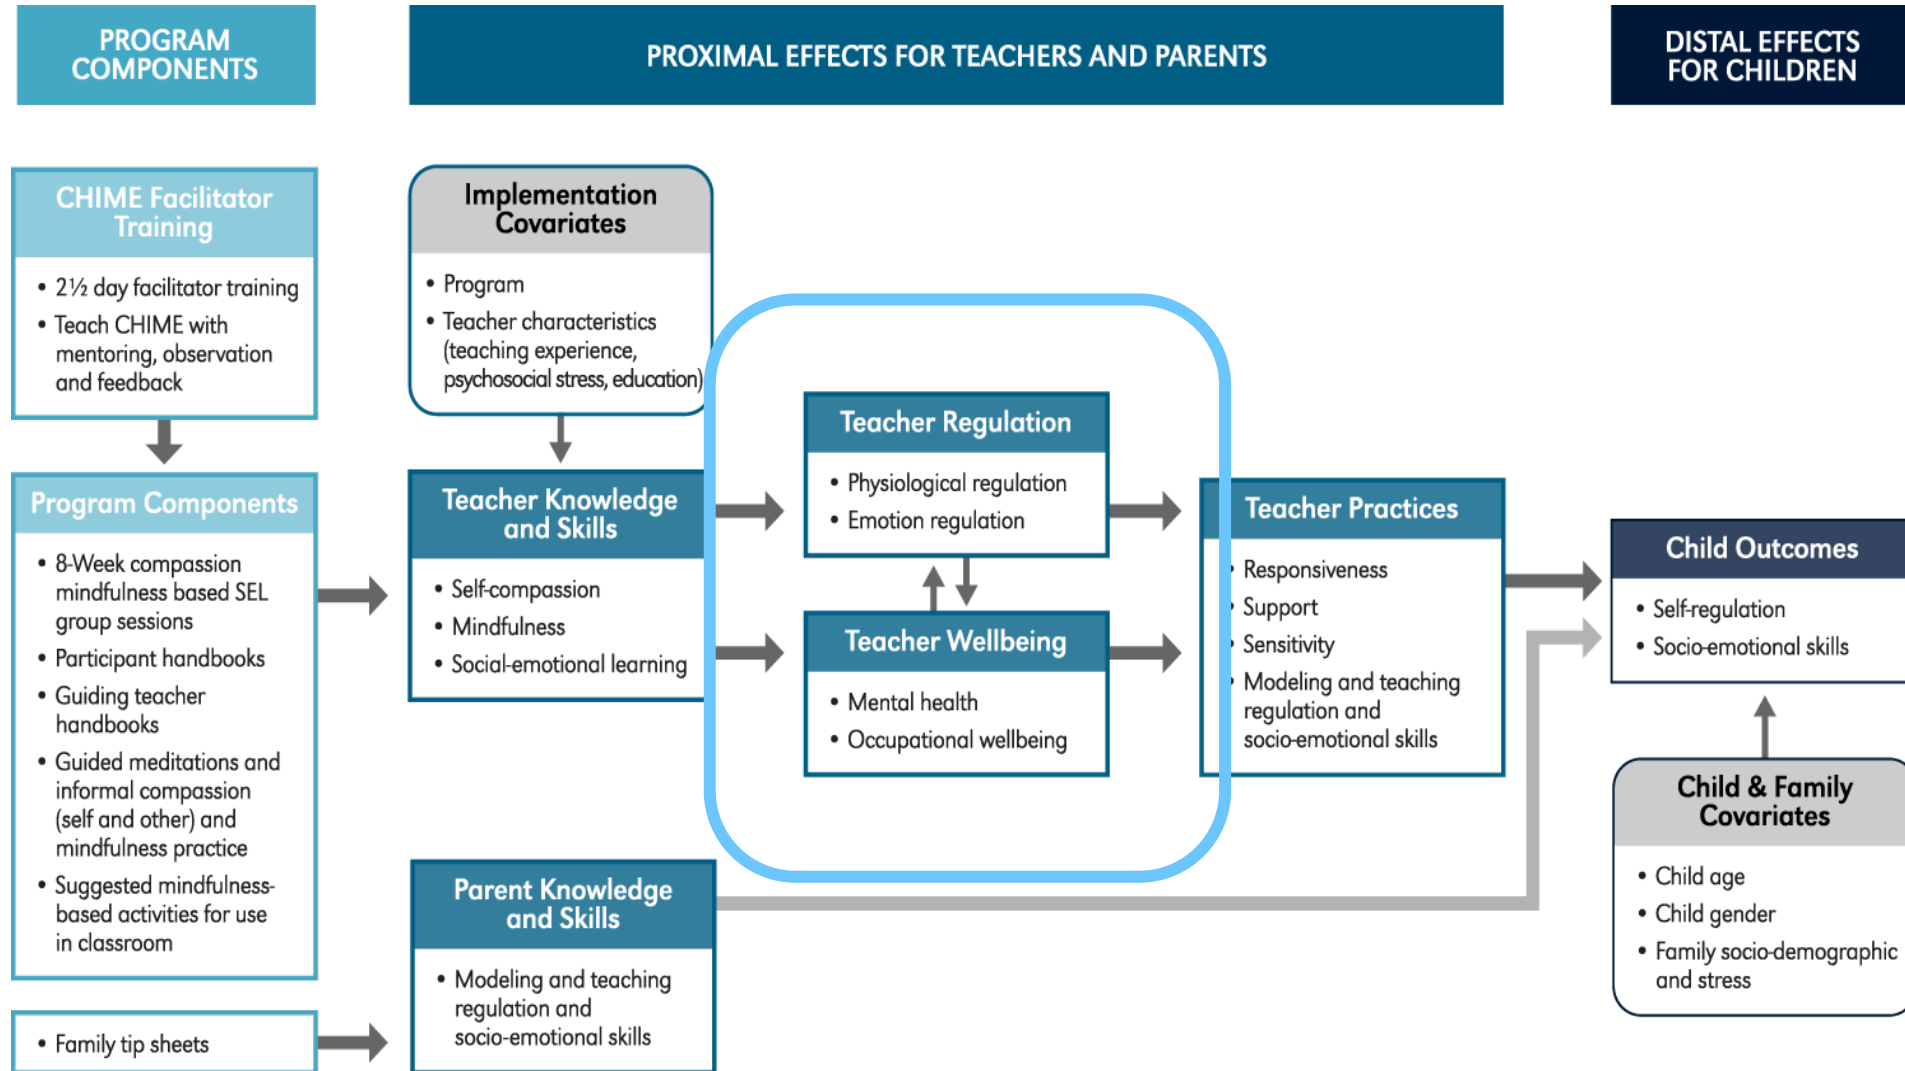 PROGRAM
COMPONENTS
PROXIMAL EFFECTS FOR TEACHERS AND PARENTS
DISTAL EFFECTS
FOR CHILDREN
CHIME Facilitator
Training
• 2½ day facilitator training
• Teach CHIME with
mentoring, observation
and feedback
Program Components
• 8-Week compassion
mindfulness based SEL
group sessions
• Participant handbooks
• Guiding teacher
handbooks
• Guided meditations and
informal compassion
(self and other) and
mindfulness practice
• Suggested mindfulness-
based activities for use
in classroom
• Family tip sheets
Implementation
Covariates
• Program
• Teacher characteristics
(teaching experience,
psychosocial stress, education)
Teacher Knowledge
and Skills
• Self-compassion
• Mindfulness
• Social-emotional learning
Parent Knowledge
and Skills
• Modeling and teaching
regulation and
socio-emotional skills
Teacher Regulation
• Physiological regulation
• Emotion regulation
Teacher Wellbeing
• Mental health
• Occupational wellbeing
Teacher Practices
• Responsiveness
• Support
• Sensitivity
• Modeling and teaching
regulation and
socio-emotional skills
Child Outcomes
• Self-regulation
• Socio-emotional skills
Child & Family
Covariates
• Child age
• Child gender
• Family socio-demographic
and stress